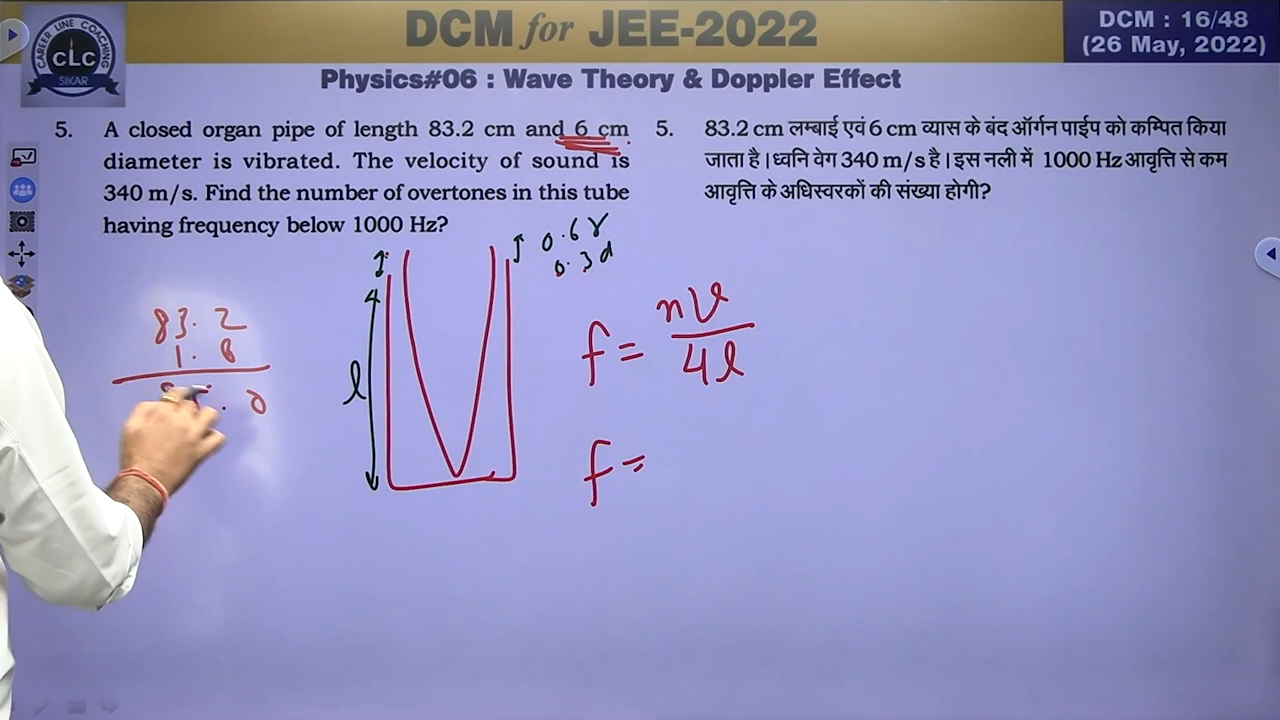 DCM for JEE-2022
DCM : 16/48
(26 May, 2022)
CAREER LINE COACHING
CLC
SIKAR
Physics#06 : Wave Theory & Doppler Effect
5. A closed organ pipe of length 83.2 cm and 6 cm
diameter is vibrated. The velocity of sound is
340 m/s. Find the number of overtones in this tube
having frequency below 1000 Hz?
5. 83.2 cm लम्बाई एवं 6 cm व्यास के बंद ऑर्गन पाईप को कम्पित किया
जाता है। ध्वनि वेग 340 m/s है। इस नली में 1000 Hz आवृत्ति से कम
आवृत्ति के अधिस्वरकों की संख्या होगी?
0.6 r
0.3 d
83.2
1.8
.0
l
f = nv/4l
f =